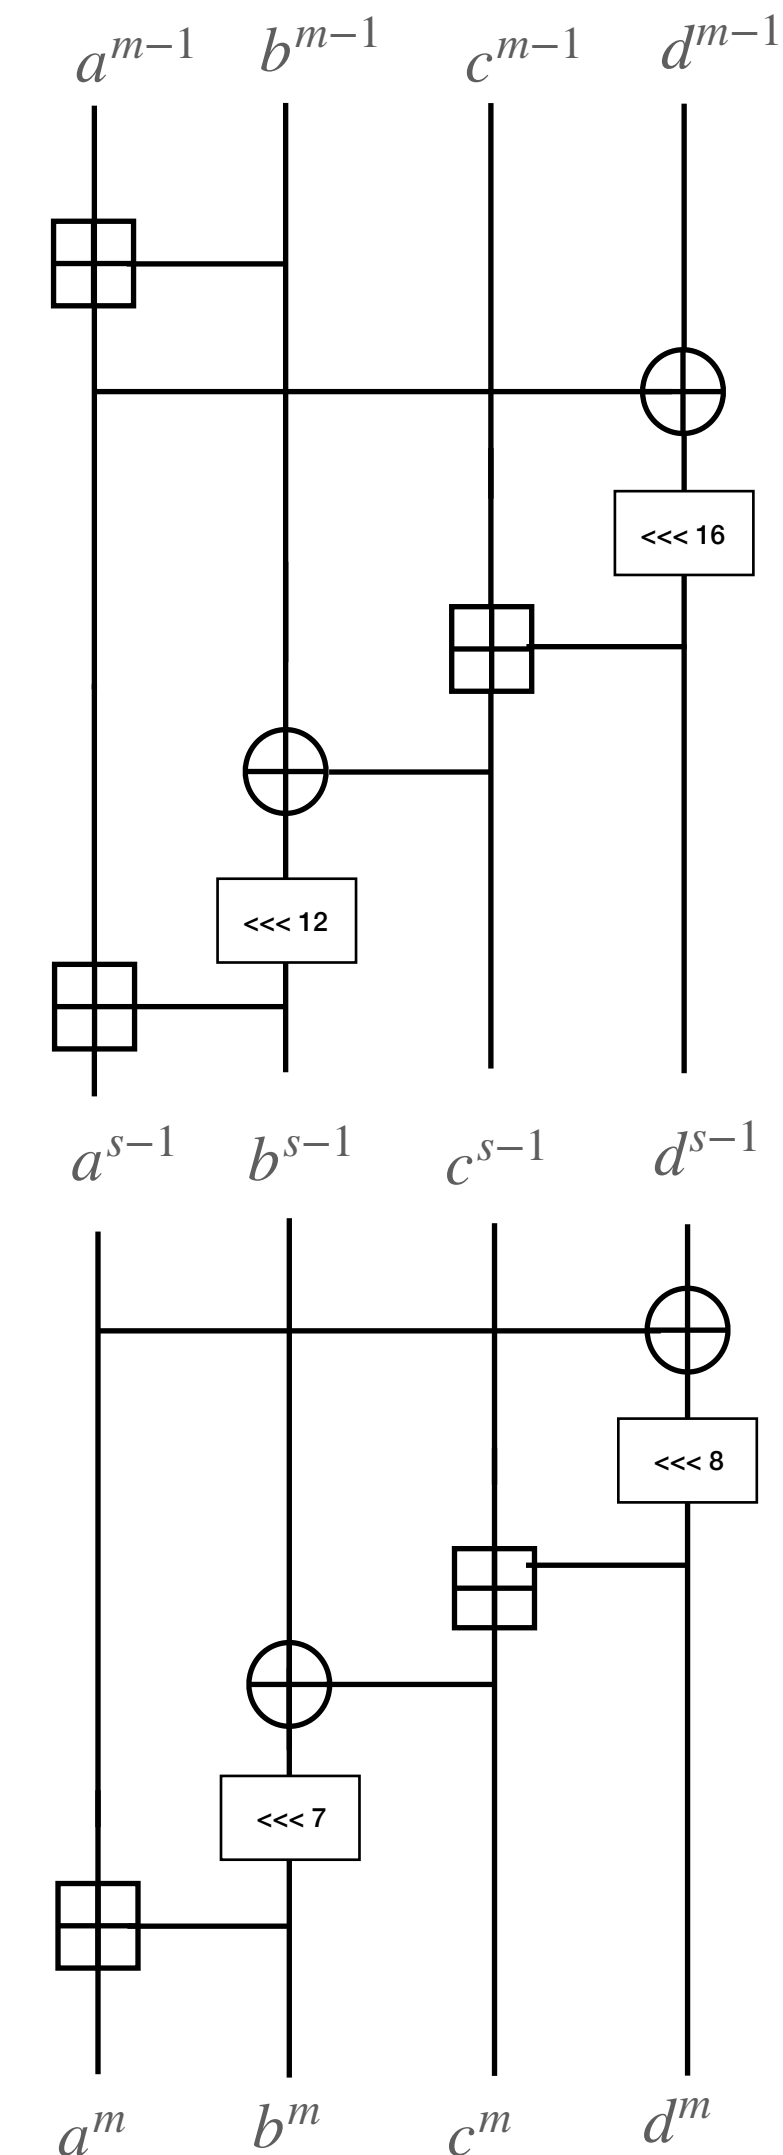 a^{m−1} b^{m−1} c^{m−1} d^{m−1}
<<< 16
<<< 12
a^{s−1} b^{s−1} c^{s−1} d^{s−1}
<<< 8
<<< 7
a^m b^m c^m d^m